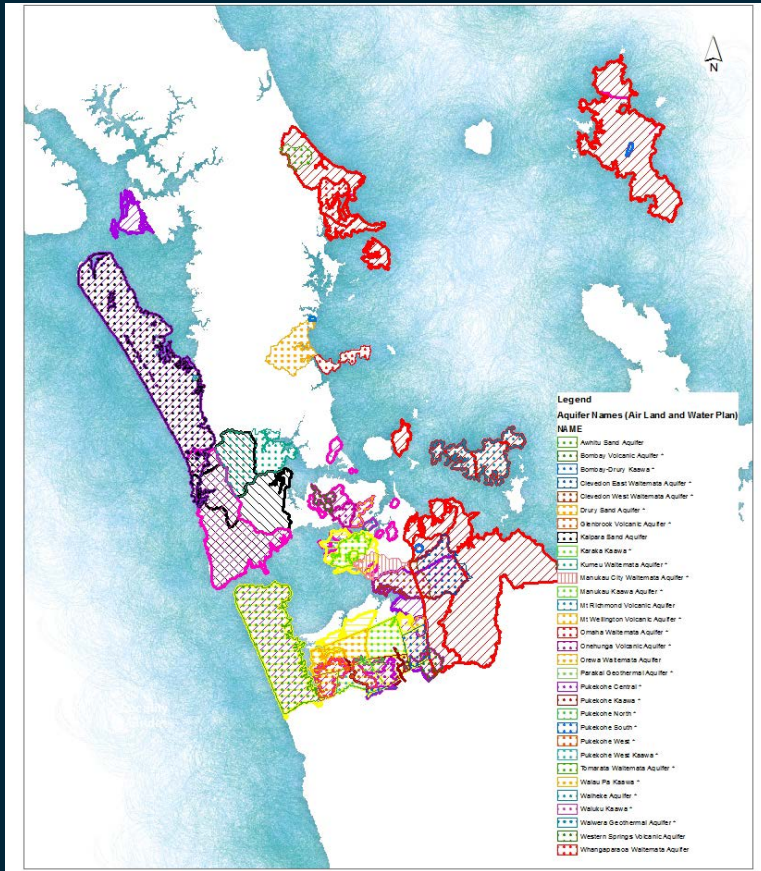 N
Legend
Aquifer Names (Air Land and Water Plan)
NAME
Awhitu Sand Aquifer
Bombay Volcanic Aquifer *
Bombay-Drury Kaawa *
Clevedon East Waitemata Aquifer *
Clevedon West Waitemata Aquifer *
Drury Sand Aquifer *
Glenbrook Volcanic Aquifer *
Kaipara Sand Aquifer
Karaka Kaawa *
Kumeu Waitemata Aquifer *
Manukau City Waitemata Aquifer *
Manukau Kaawa Aquifer *
Mt Richmond Volcanic Aquifer
Mt Wellington Volcanic Aquifer *
Omaha Waitemata Aquifer *
Onehunga Volcanic Aquifer *
Orewa Waitemata Aquifer
Parakai Geothermal Aquifer *
Pukekohe Central *
Pukekohe Kaawa *
Pukekohe North *
Pukekohe South *
Pukekohe West *
Pukekohe West Kaawa *
Tomarata Waitemata Aquifer *
Waiau Pa Kaawa *
Waiheke Aquifer *
Waiuku Kaawa *
Waiwera Geothermal Aquifer *
Western Springs Volcanic Aquifer
Whangaparaoa Waitemata Aquifer